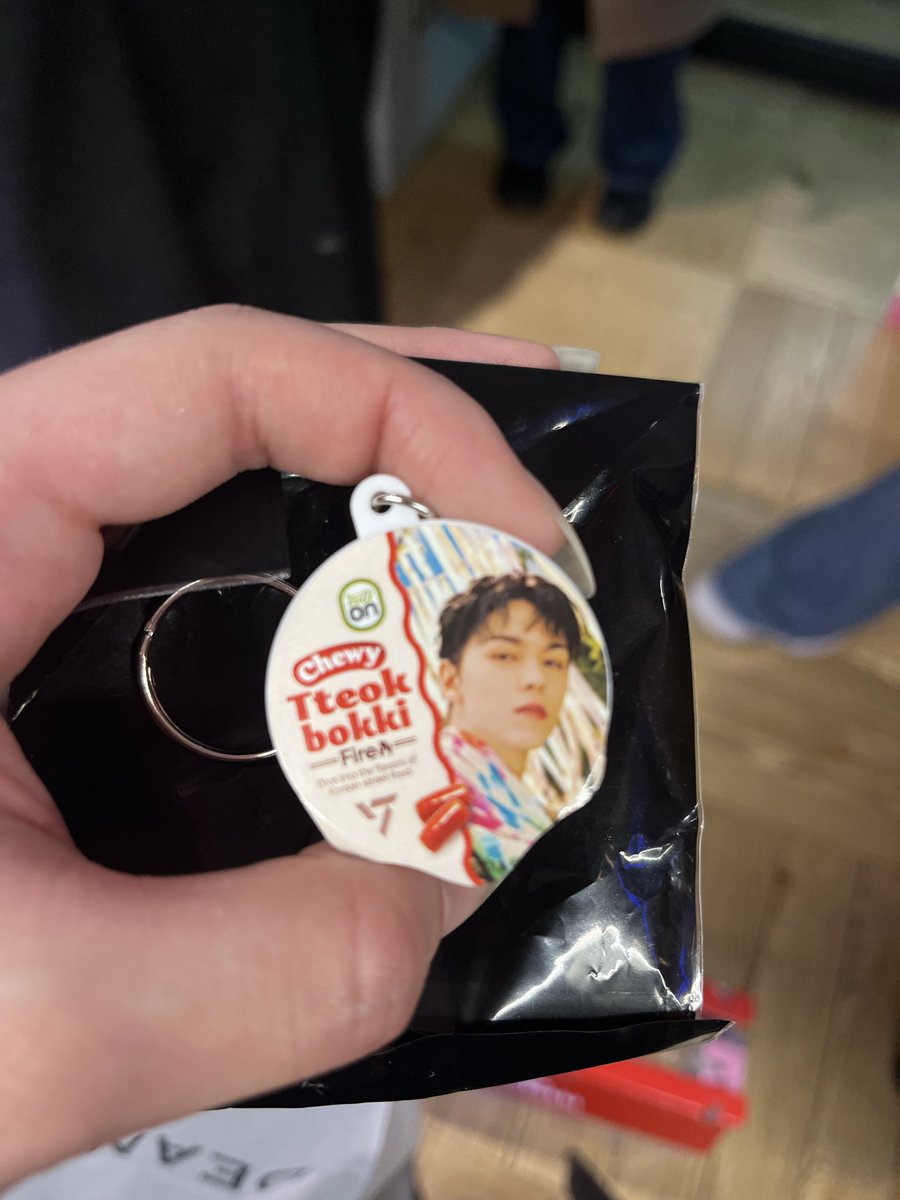 on
Chewy
Tteok
bokki
Fire
Dive into the flavors of
Korean street food